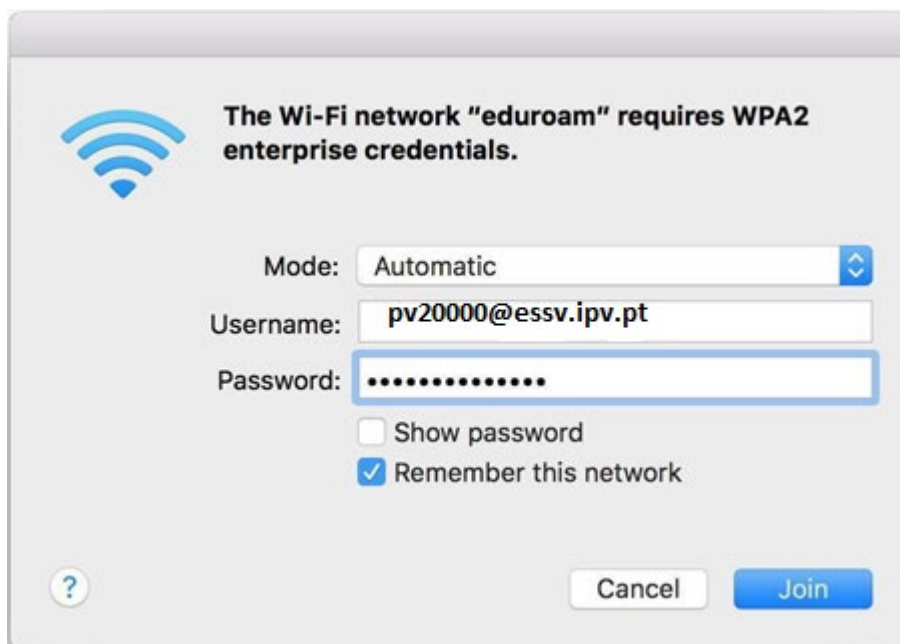 The Wi-Fi network “eduroam” requires WPA2
enterprise credentials.
Mode: Automatic
Username: pv20000@essv.ipv.pt
Password: ••••••••••••••
Show password
Remember this network
?
Cancel Join